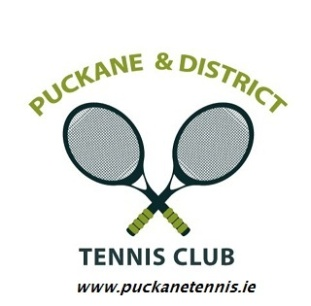 PUCKANE & DISTRICT
TENNIS CLUB
www.puckanetennis.ie